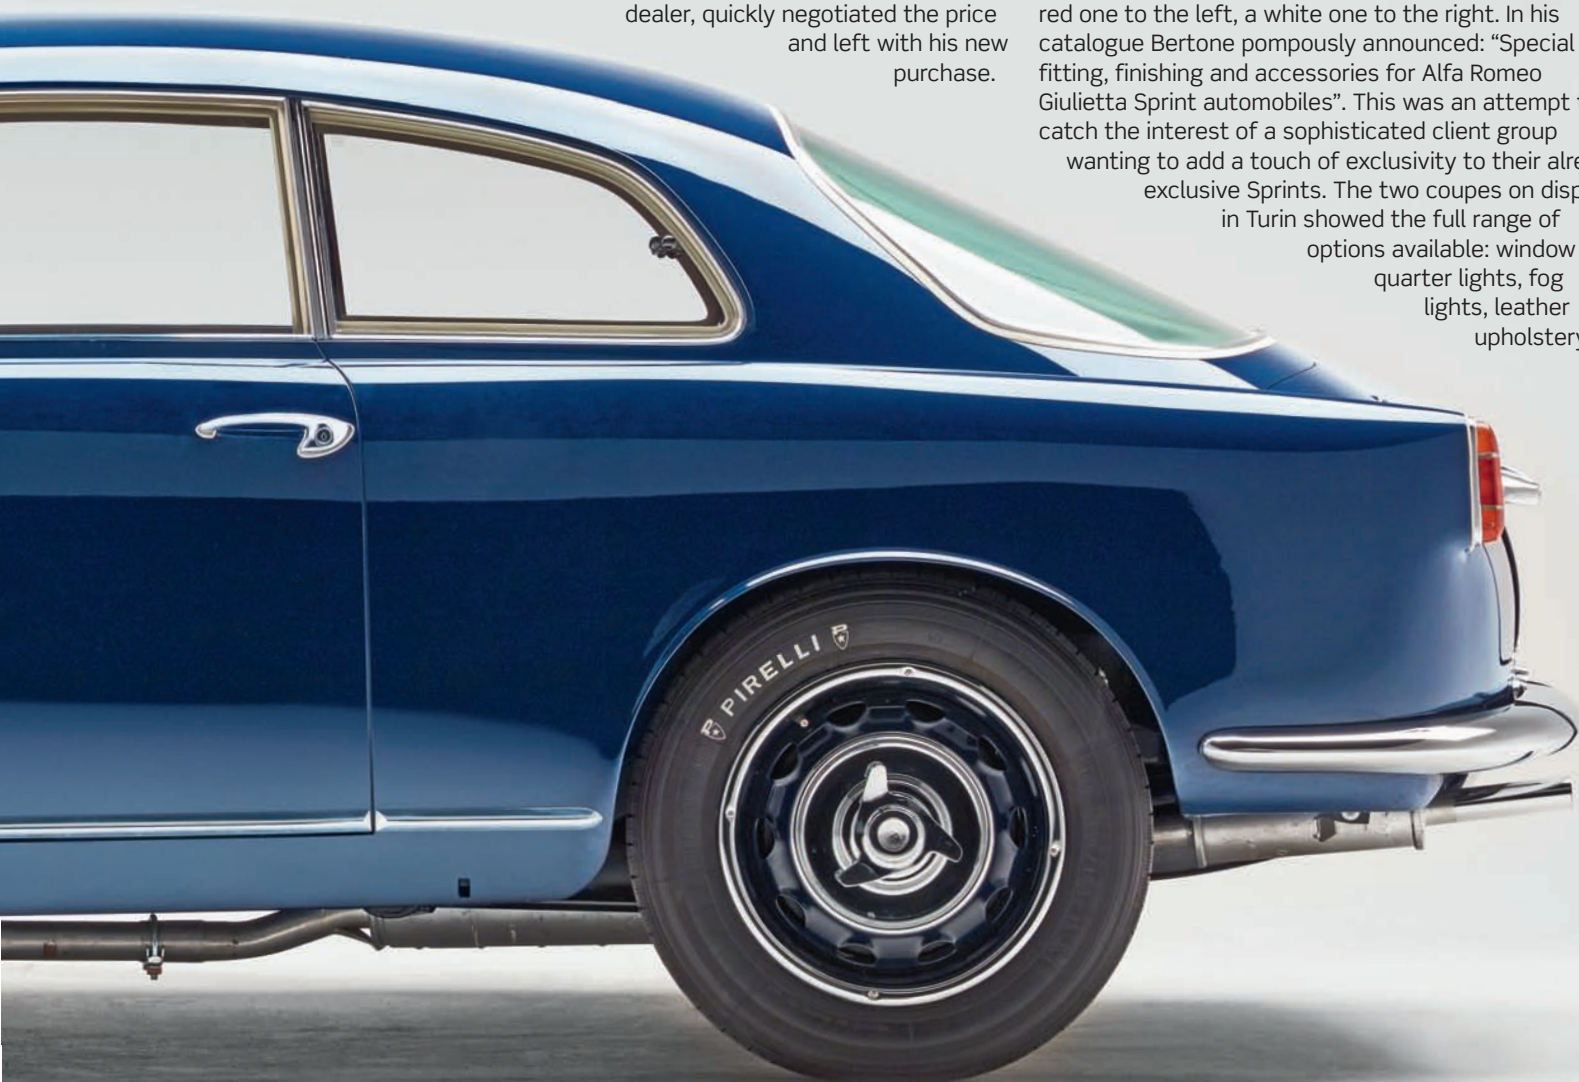 dealer, quickly negotiated the price
and left with his new
purchase.
red one to the left, a white one to the right. In his
catalogue Bertone pompously announced: “Special
fitting, finishing and accessories for Alfa Romeo
Giulietta Sprint automobiles”. This was an attempt t
catch the interest of a sophisticated client group
wanting to add a touch of exclusivity to their alre
exclusive Sprints. The two coupes on disp
in Turin showed the full range of
options available: window
quarter lights, fog
lights, leather
upholstery
PIRELLI